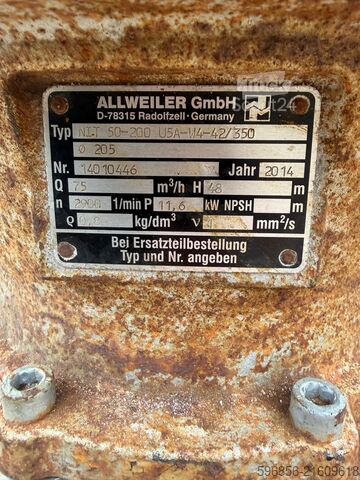 ALLWEILER GmbH
D-78315 Radolfzell · Germany
Typ NIT 50-200 U5A-W4-42/350
Ø 205
Nr. 14010446 Jahr 2014
Q 75 m³/h H 48 m
n 2900 1/min P 11,6 kW NPSH m
ϱ kg/dm³ ν 1 mm²/s
Bei Ersatzteilbestellung
Typ und Nr. angeben
596856-21609618